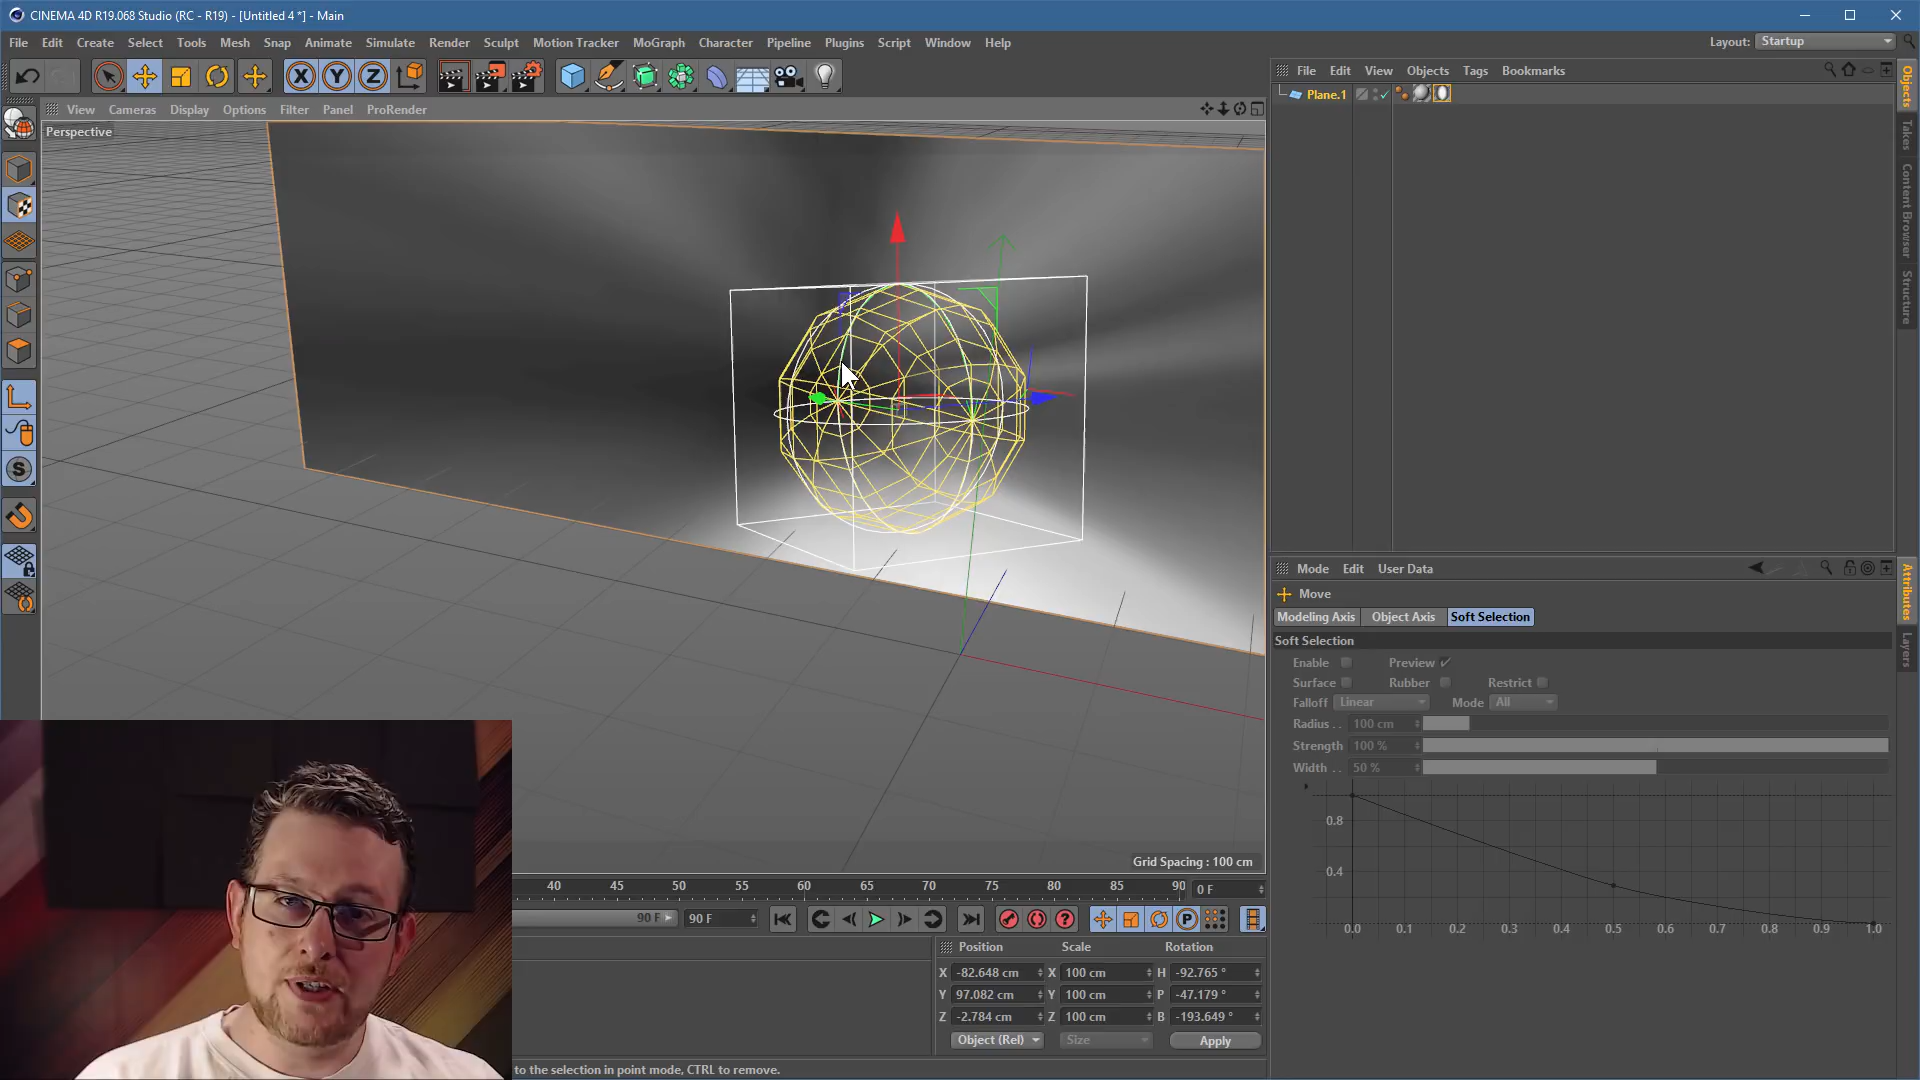 CINEMA 4D R19.068 Studio (RC - R19) - [Untitled 4 *] - Main
File Edit Create Select Tools Mesh Snap Animate Simulate Render Sculpt Motion Tracker MoGraph Character Pipeline Plugins Script Window Help
Layout: Startup
X Y Z
File Edit View Objects Tags Bookmarks
Plane.1
View Cameras Display Options Filter Panel ProRender
Perspective
Objects
Takes
Content Browser
Structure
Mode Edit User Data
Move
Modeling Axis Object Axis Soft Selection
Soft Selection
Enable Preview
Surface Rubber Restrict
Falloff Linear Mode All
Radius . . 100 cm
Strength 100 %
Width . . 50 %
0.8
0.4
0.0 0.1 0.2 0.3 0.4 0.5 0.6 0.7 0.8 0.9 1.0
Attributes
Layers
S
Grid Spacing : 100 cm
40 45 50 55 60 65 70 75 80 85 90
0 F
90 F 90 F
P
Position Scale Rotation
X -82.648 cm X 100 cm H -92.765 °
Y 97.082 cm Y 100 cm P -47.179 °
Z -2.784 cm Z 100 cm B -193.649 °
Object (Rel) Size Apply
to the selection in point mode, CTRL to remove.